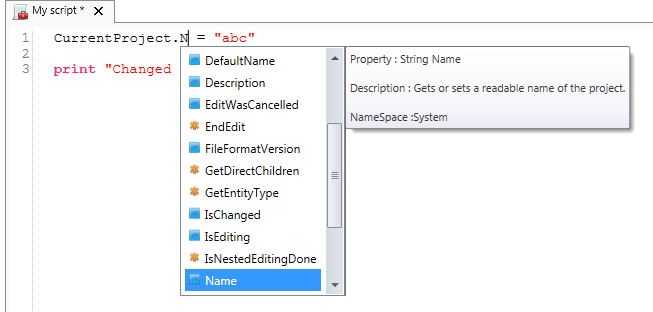 My script *
1 CurrentProject.N = "abc"
2
3 print "Changed
DefaultName
Description
EditWasCancelled
EndEdit
FileFormatVersion
GetDirectChildren
GetEntityType
IsChanged
IsEditing
IsNestedEditingDone
Name
Property : String Name
Description : Gets or sets a readable name of the project.
NameSpace :System